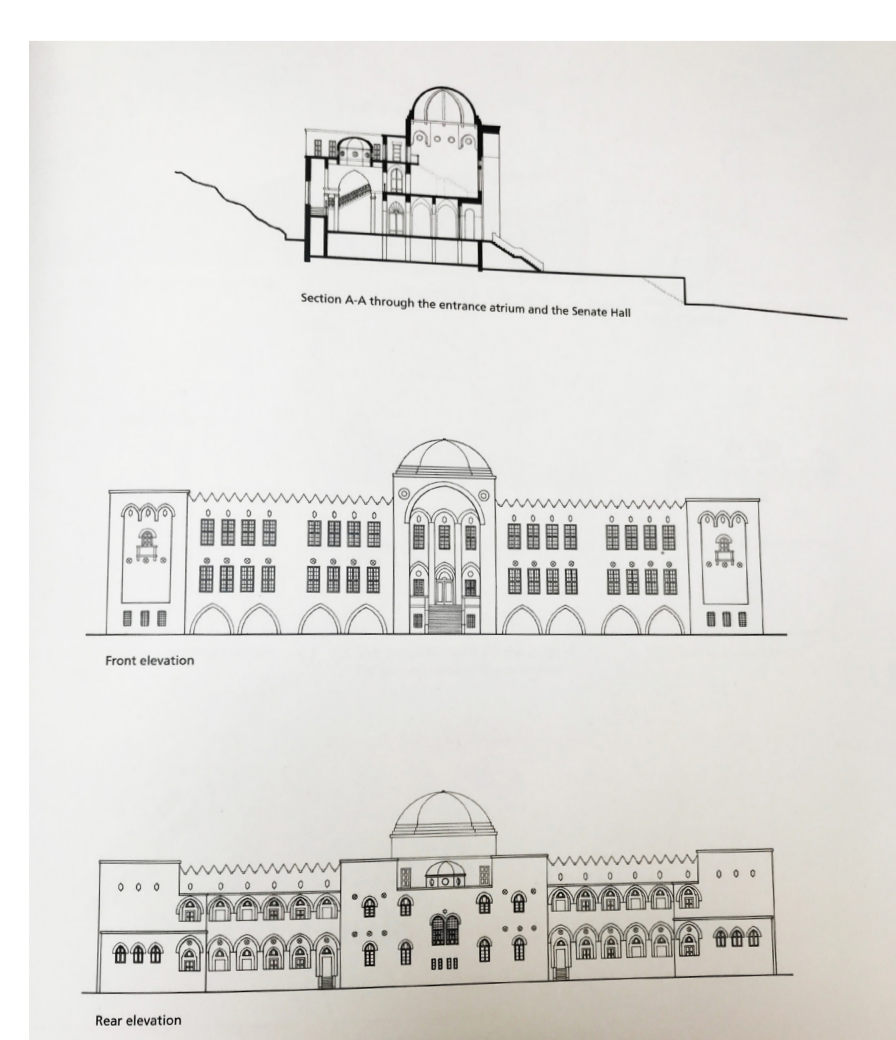 Section A-A through the entrance atrium and the Senate Hall
Front elevation
Rear elevation